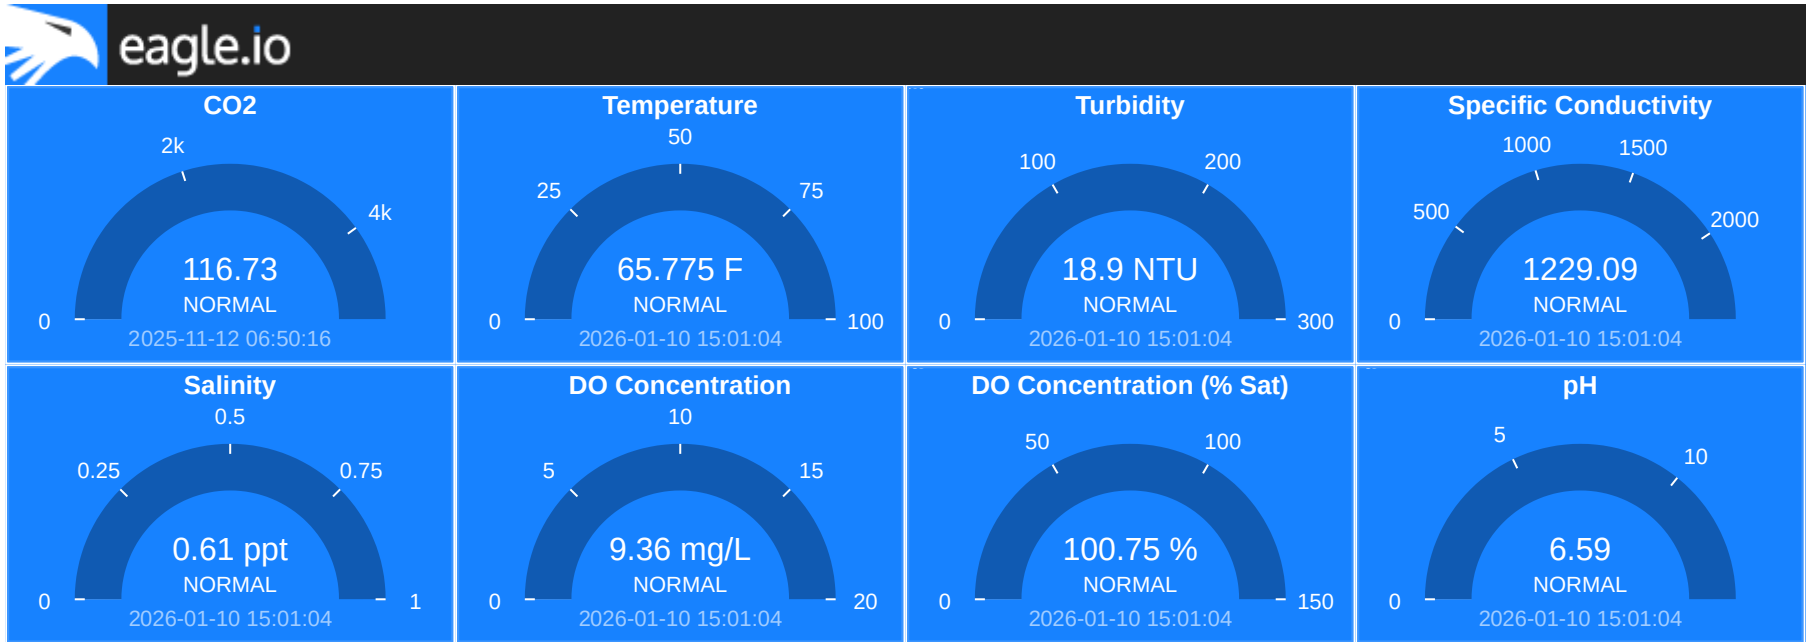 eagle.io
CO2
0
2k
4k
116.73
NORMAL
2025-11-12 06:50:16
Temperature
0
25
50
75
100
65.775 F
NORMAL
2026-01-10 15:01:04
Turbidity
0
100
200
300
18.9 NTU
NORMAL
2026-01-10 15:01:04
Specific Conductivity
0
500
1000
1500
2000
1229.09
NORMAL
2026-01-10 15:01:04
Salinity
0
0.25
0.5
0.75
1
0.61 ppt
NORMAL
2026-01-10 15:01:04
DO Concentration
0
5
10
15
20
9.36 mg/L
NORMAL
2026-01-10 15:01:04
DO Concentration (% Sat)
0
50
100
150
100.75 %
NORMAL
2026-01-10 15:01:04
pH
0
5
10
6.59
NORMAL
2026-01-10 15:01:04